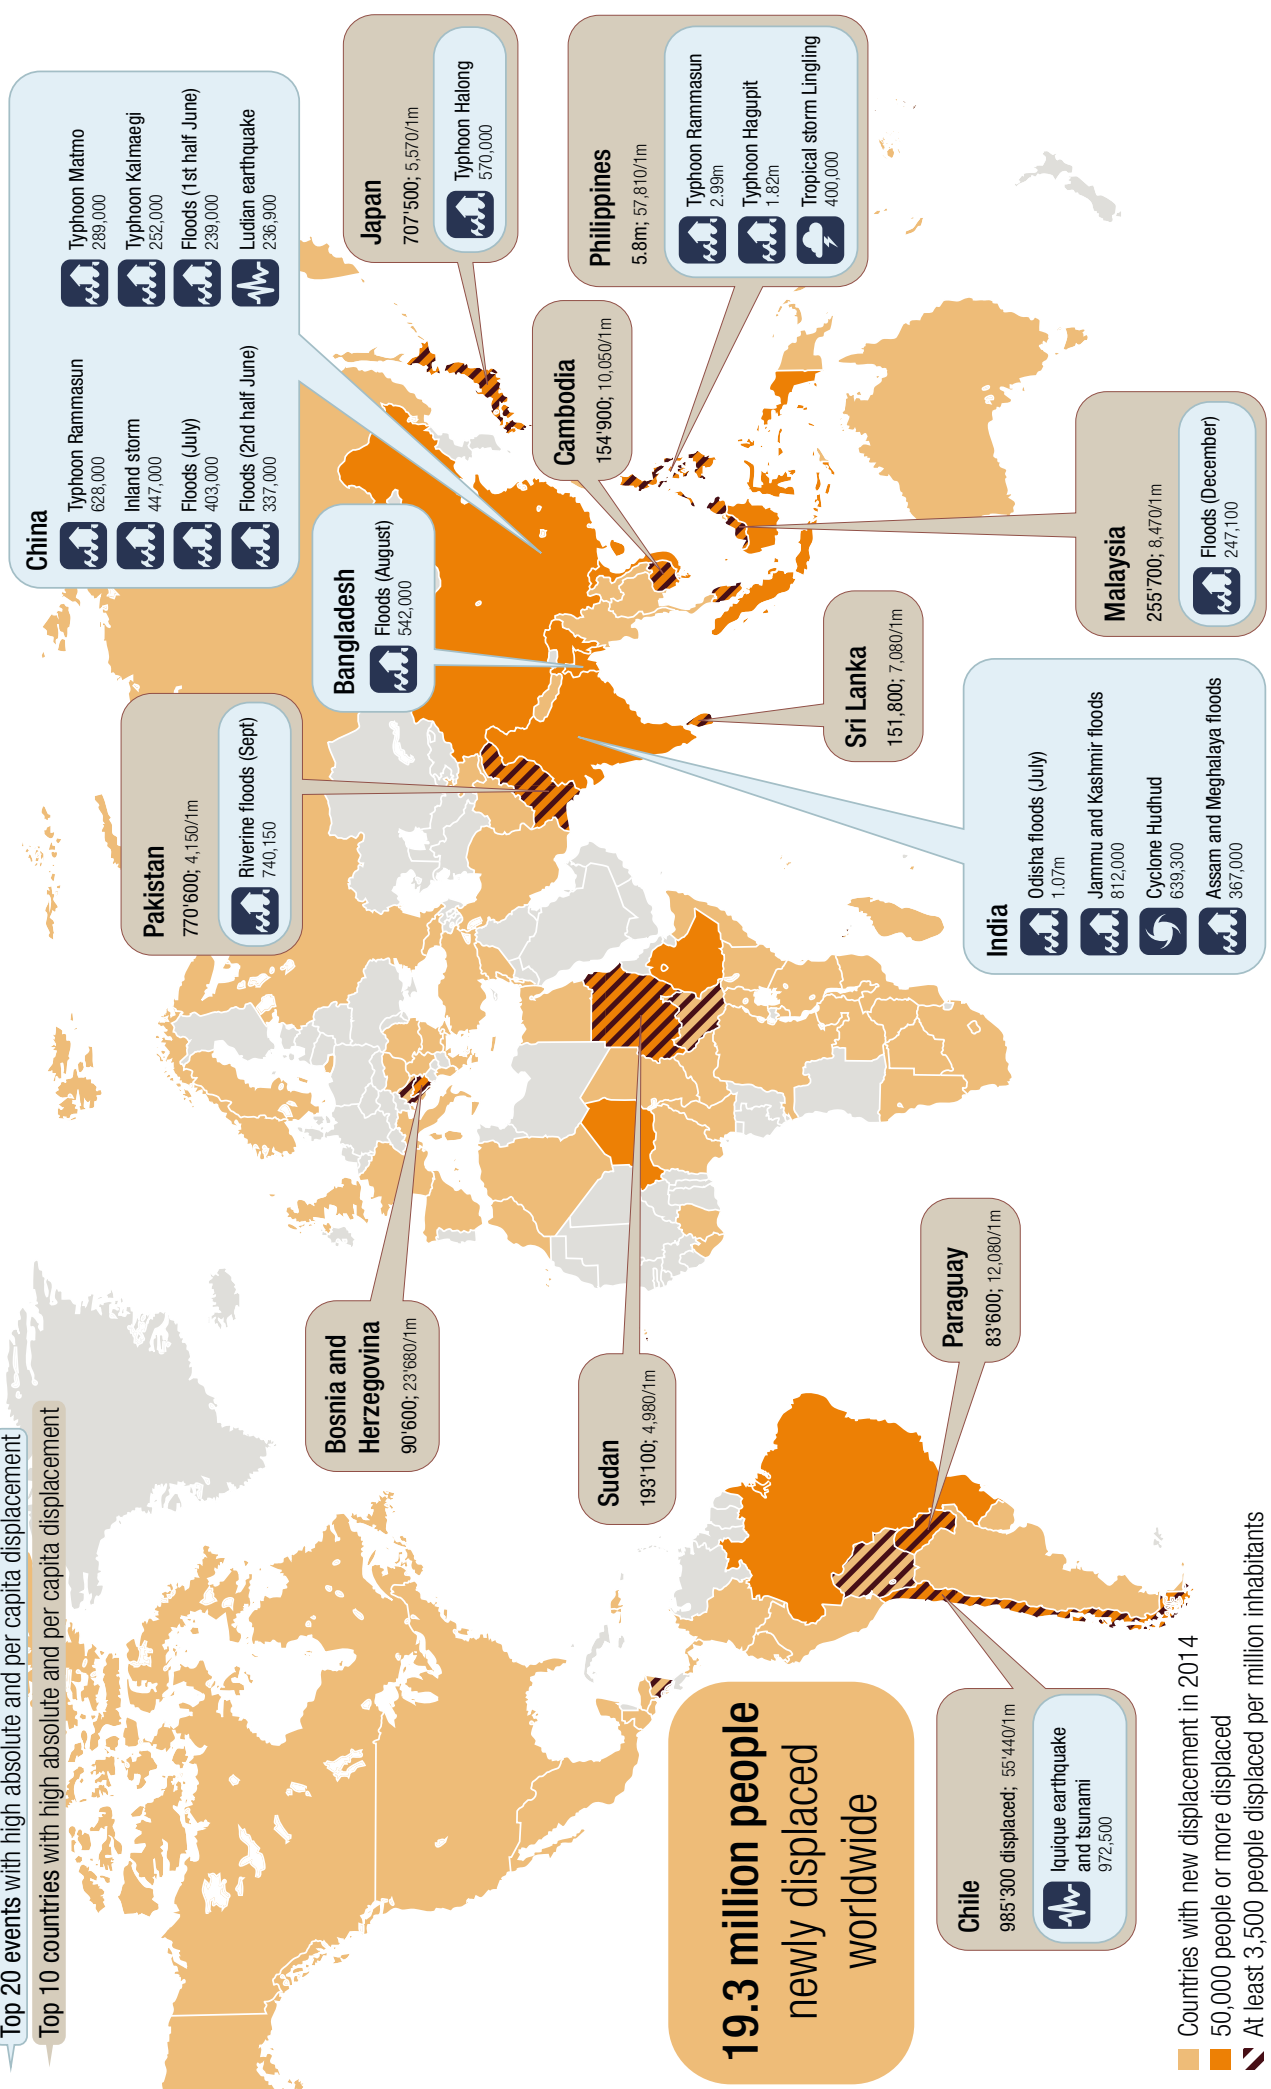 Top 20 events with high absolute and per capita displacement
Top 10 countries with high absolute and per capita displacement
China
Typhoon Rammasun
628,000
Inland storm
447,000
Floods (July)
403,000
Floods (2nd half June)
337,000
Typhoon Matmo
289,000
Typhoon Kalmaegi
252,000
Floods (1st half June)
239,000
Ludian earthquake
236,900
Japan
707'500; 5,570/1m
Typhoon Halong
570,000
Philippines
5.8m; 57,810/1m
Typhoon Rammasun
2.99m
Typhoon Hagupit
1.82m
Tropical storm Lingling
400,000
Cambodia
154'900; 10,050/1m
Bangladesh
Floods (August)
542,000
Pakistan
770'600; 4,150/1m
Riverine floods (Sept)
740,150
Malaysia
255'700; 8,470/1m
Floods (December)
247,100
Sri Lanka
151,800; 7,080/1m
India
Odisha floods (July)
1.07m
Jammu and Kashmir floods
812,000
Cyclone Hudhud
639,300
Assam and Meghalaya floods
367,000
Bosnia and
Herzegovina
90'600; 23'680/1m
Sudan
193'100; 4,980/1m
Paraguay
83'600; 12,080/1m
Chile
985'300 displaced; 55'440/1m
Iquique earthquake
and tsunami
972,500
19.3 million people
newly displaced
worldwide
Countries with new displacement in 2014
50,000 people or more displaced
At least 3,500 people displaced per million inhabitants